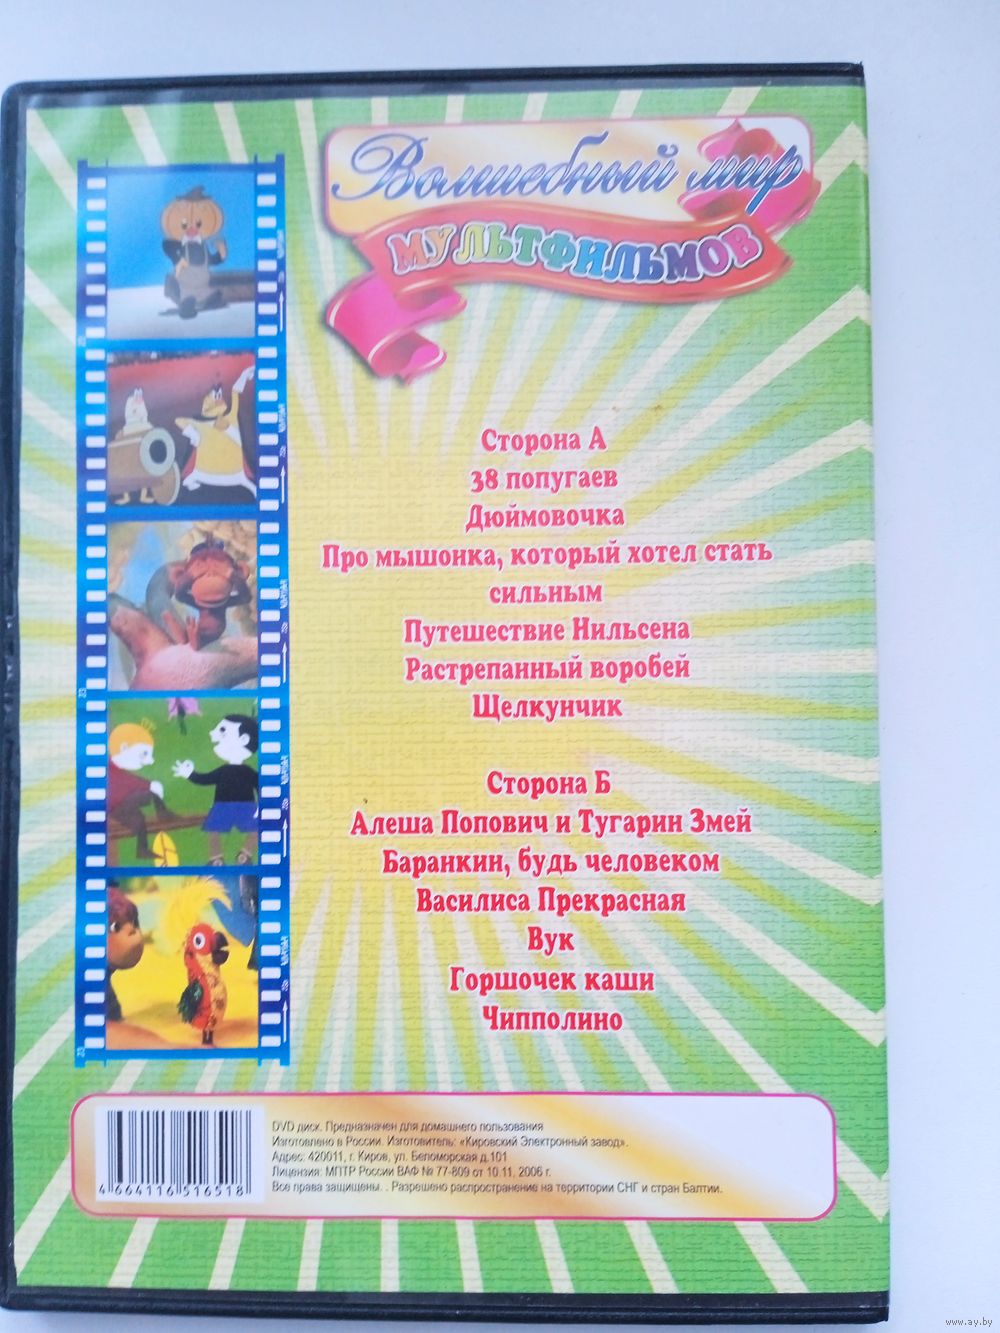 Волшебный мир
МУЛЬТФИЛЬМОВ
Сторона А
38 попугаев
Дюймовочка
Про мышонка, который хотел стать
сильным
Путешествие Нильсена
Растрепанный воробей
Щелкунчик
Сторона Б
Алеша Попович и Тугарин Змей
Баранкин, будь человеком
Василиса Прекрасная
Вук
Горшочек каши
Чипполино
DVD диск. Предназначен для домашнего пользования
Изготовлено в России. Изготовитель: «Кировский Электронный завод».
Адрес: 420011, г. Киров, ул. Беломорская д.101
Лицензия: МПТР России ВАФ № 77-809 от 10.11. 2006 г.
Все права защищены. . Разрешено распространение на территории СНГ и стран Балтии.
4 664116 516518
www.ay.by